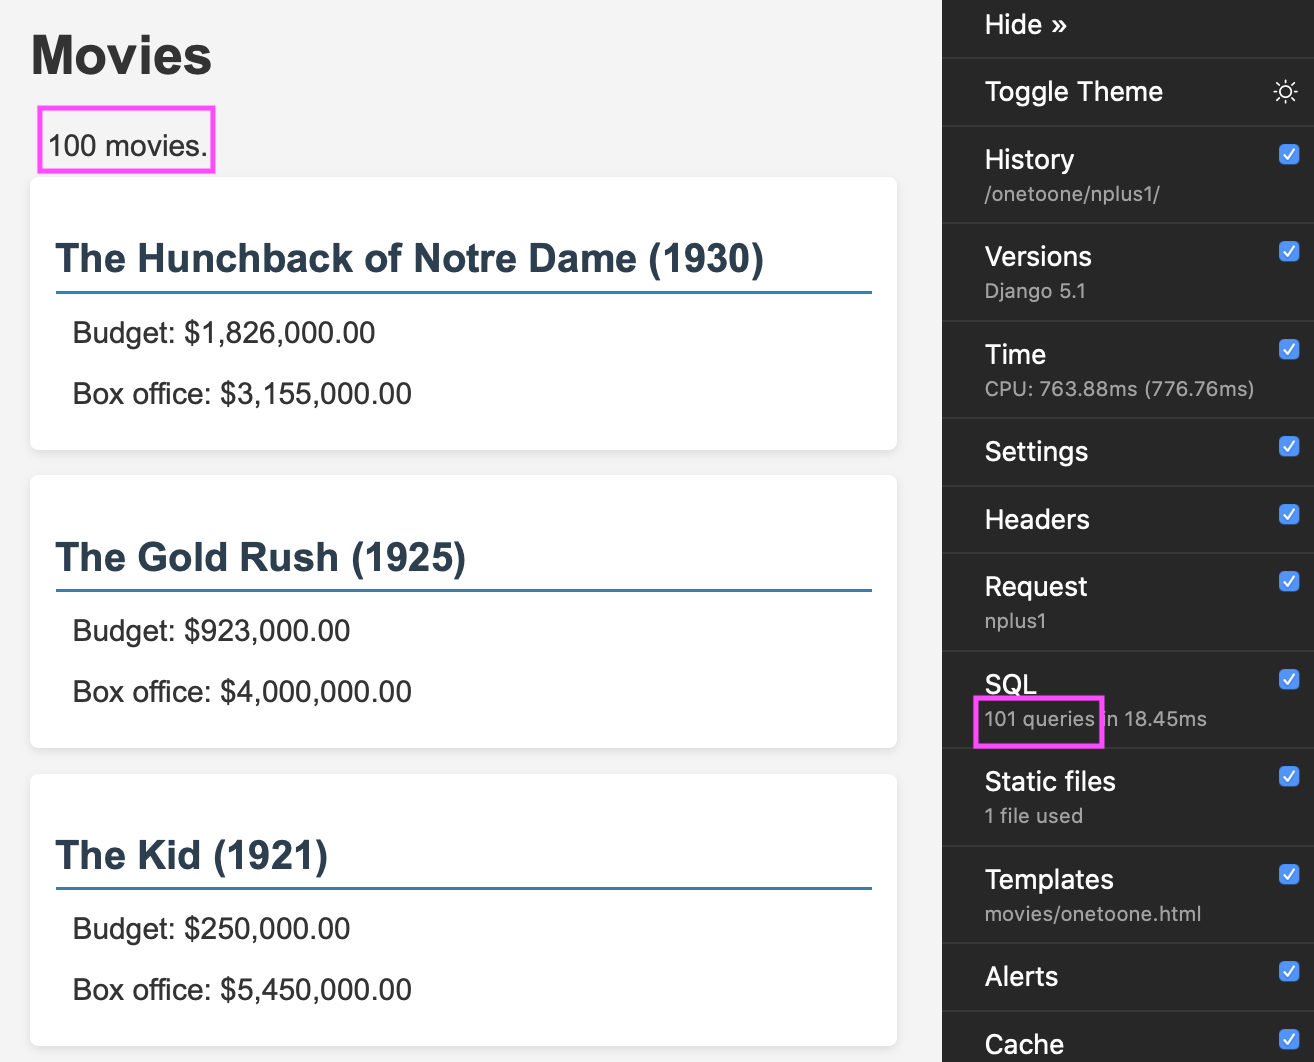 Movies
100 movies.
The Hunchback of Notre Dame (1930)
Budget: $1,826,000.00
Box office: $3,155,000.00
The Gold Rush (1925)
Budget: $923,000.00
Box office: $4,000,000.00
The Kid (1921)
Budget: $250,000.00
Box office: $5,450,000.00
Hide »
Toggle Theme
History
/onetoone/nplus1/
Versions
Django 5.1
Time
CPU: 763.88ms (776.76ms)
Settings
Headers
Request
nplus1
SQL
101 queries in 18.45ms
Static files
1 file used
Templates
movies/onetoone.html
Alerts
Cache